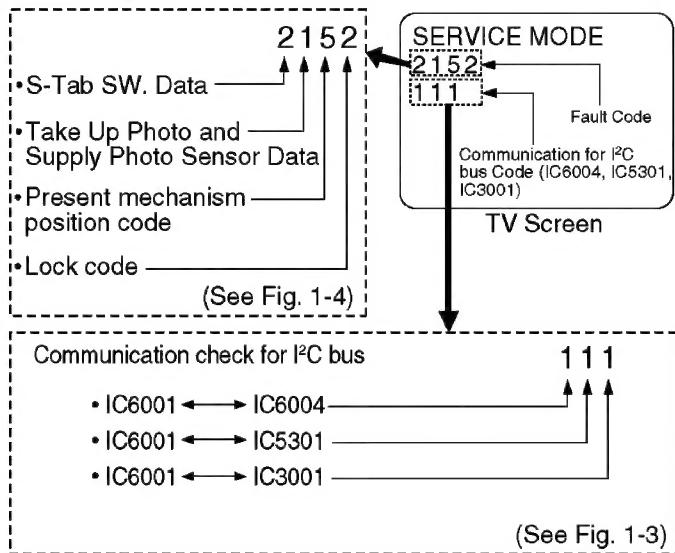 2152
•S-Tab SW. Data
•Take Up Photo and
Supply Photo Sensor Data
•Present mechanism
position code
•Lock code
(See Fig. 1-4)
SERVICE MODE
2152
111
Fault Code
Communication for I²C
bus Code (IC6004, IC5301,
IC3001)
TV Screen
Communication check for I²C bus
111
• IC6001 ↔ IC6004
• IC6001 ↔ IC5301
• IC6001 ↔ IC3001
(See Fig. 1-3)